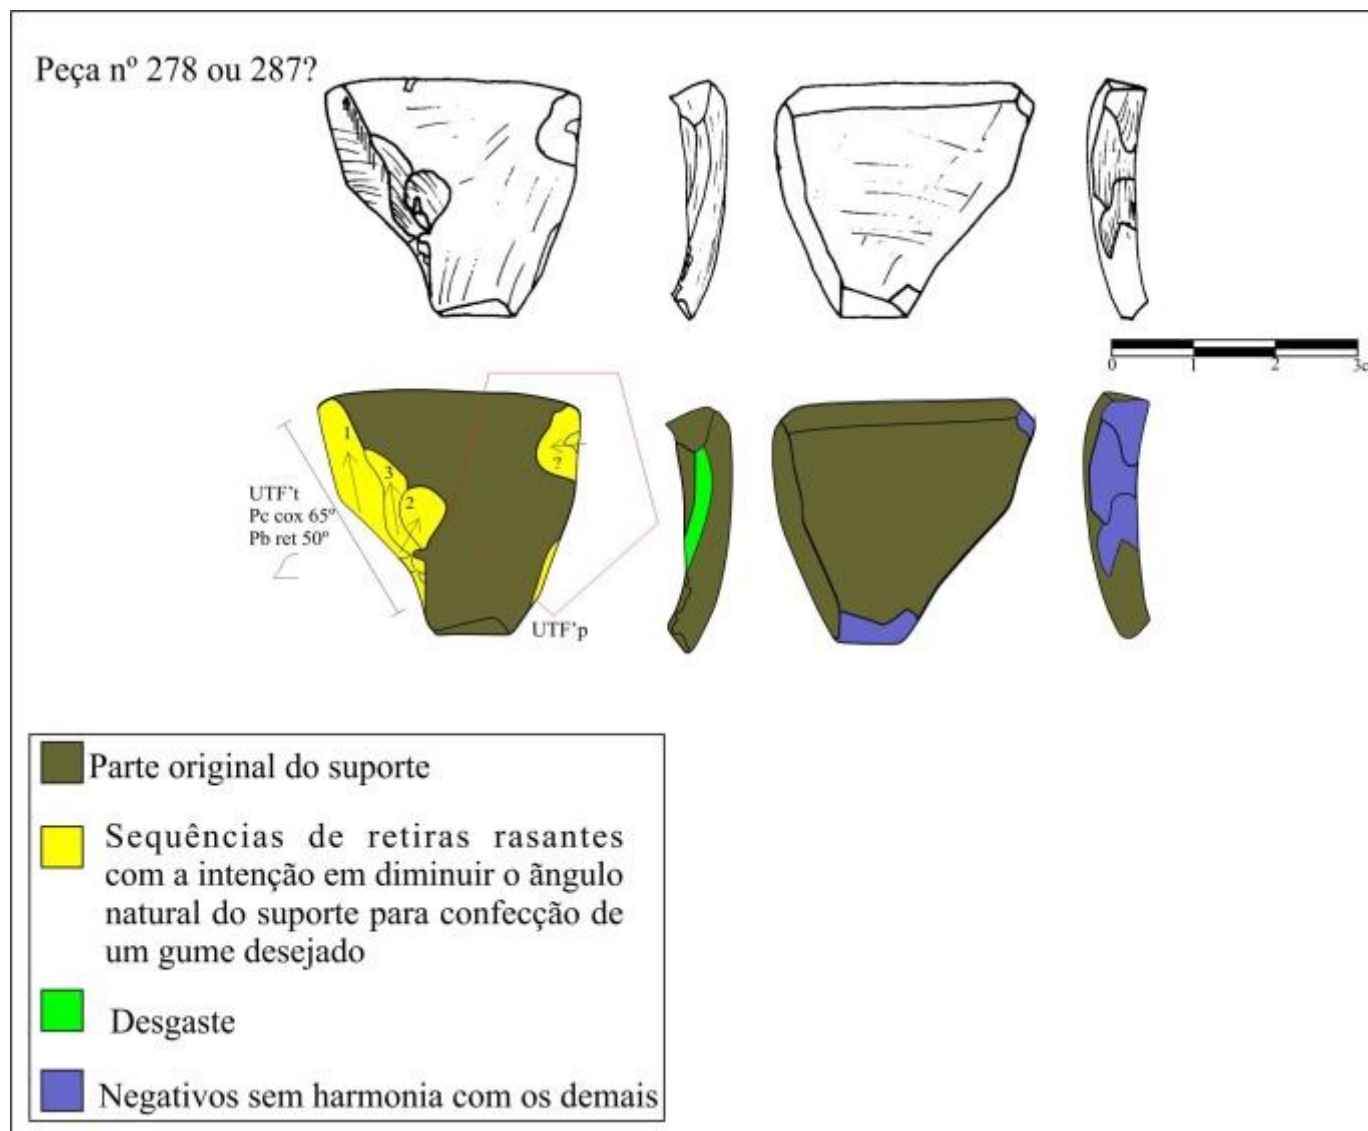 Peça nº 278 ou 287?
0 1 2 3c
1
3
2
?
UTF't
Pc cox 65º
Pb ret 50º
UTF'p
Parte original do suporte
Sequências de retiras rasantes
com a intenção em diminuir o ãngulo
natural do suporte para confecção de
um gume desejado
Desgaste
Negativos sem harmonia com os demais